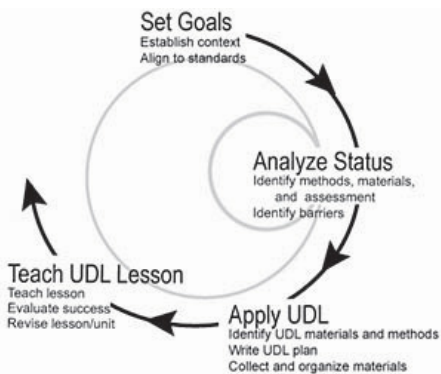 Set Goals
Establish context
Align to standards
Analyze Status
Identify methods, materials,
and assessment
Identify barriers
Apply UDL
Identify UDL materials and methods
Write UDL plan
Collect and organize materials
Teach UDL Lesson
Teach lesson
Evaluate success
Revise lesson/unit